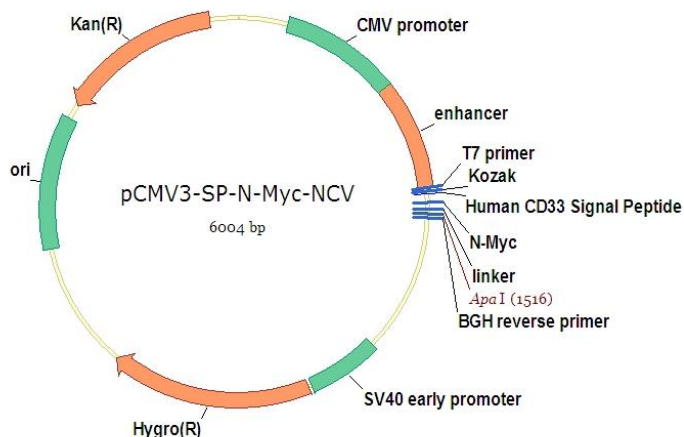 Kan(R)
CMV promoter
enhancer
ori
T7 primer
Kozak
pCMV3-SP-N-Myc-NCV
Human CD33 Signal Peptide
6004 bp
N-Myc
linker
ApaI (1516)
BGH reverse primer
SV40 early promoter
Hygro(R)